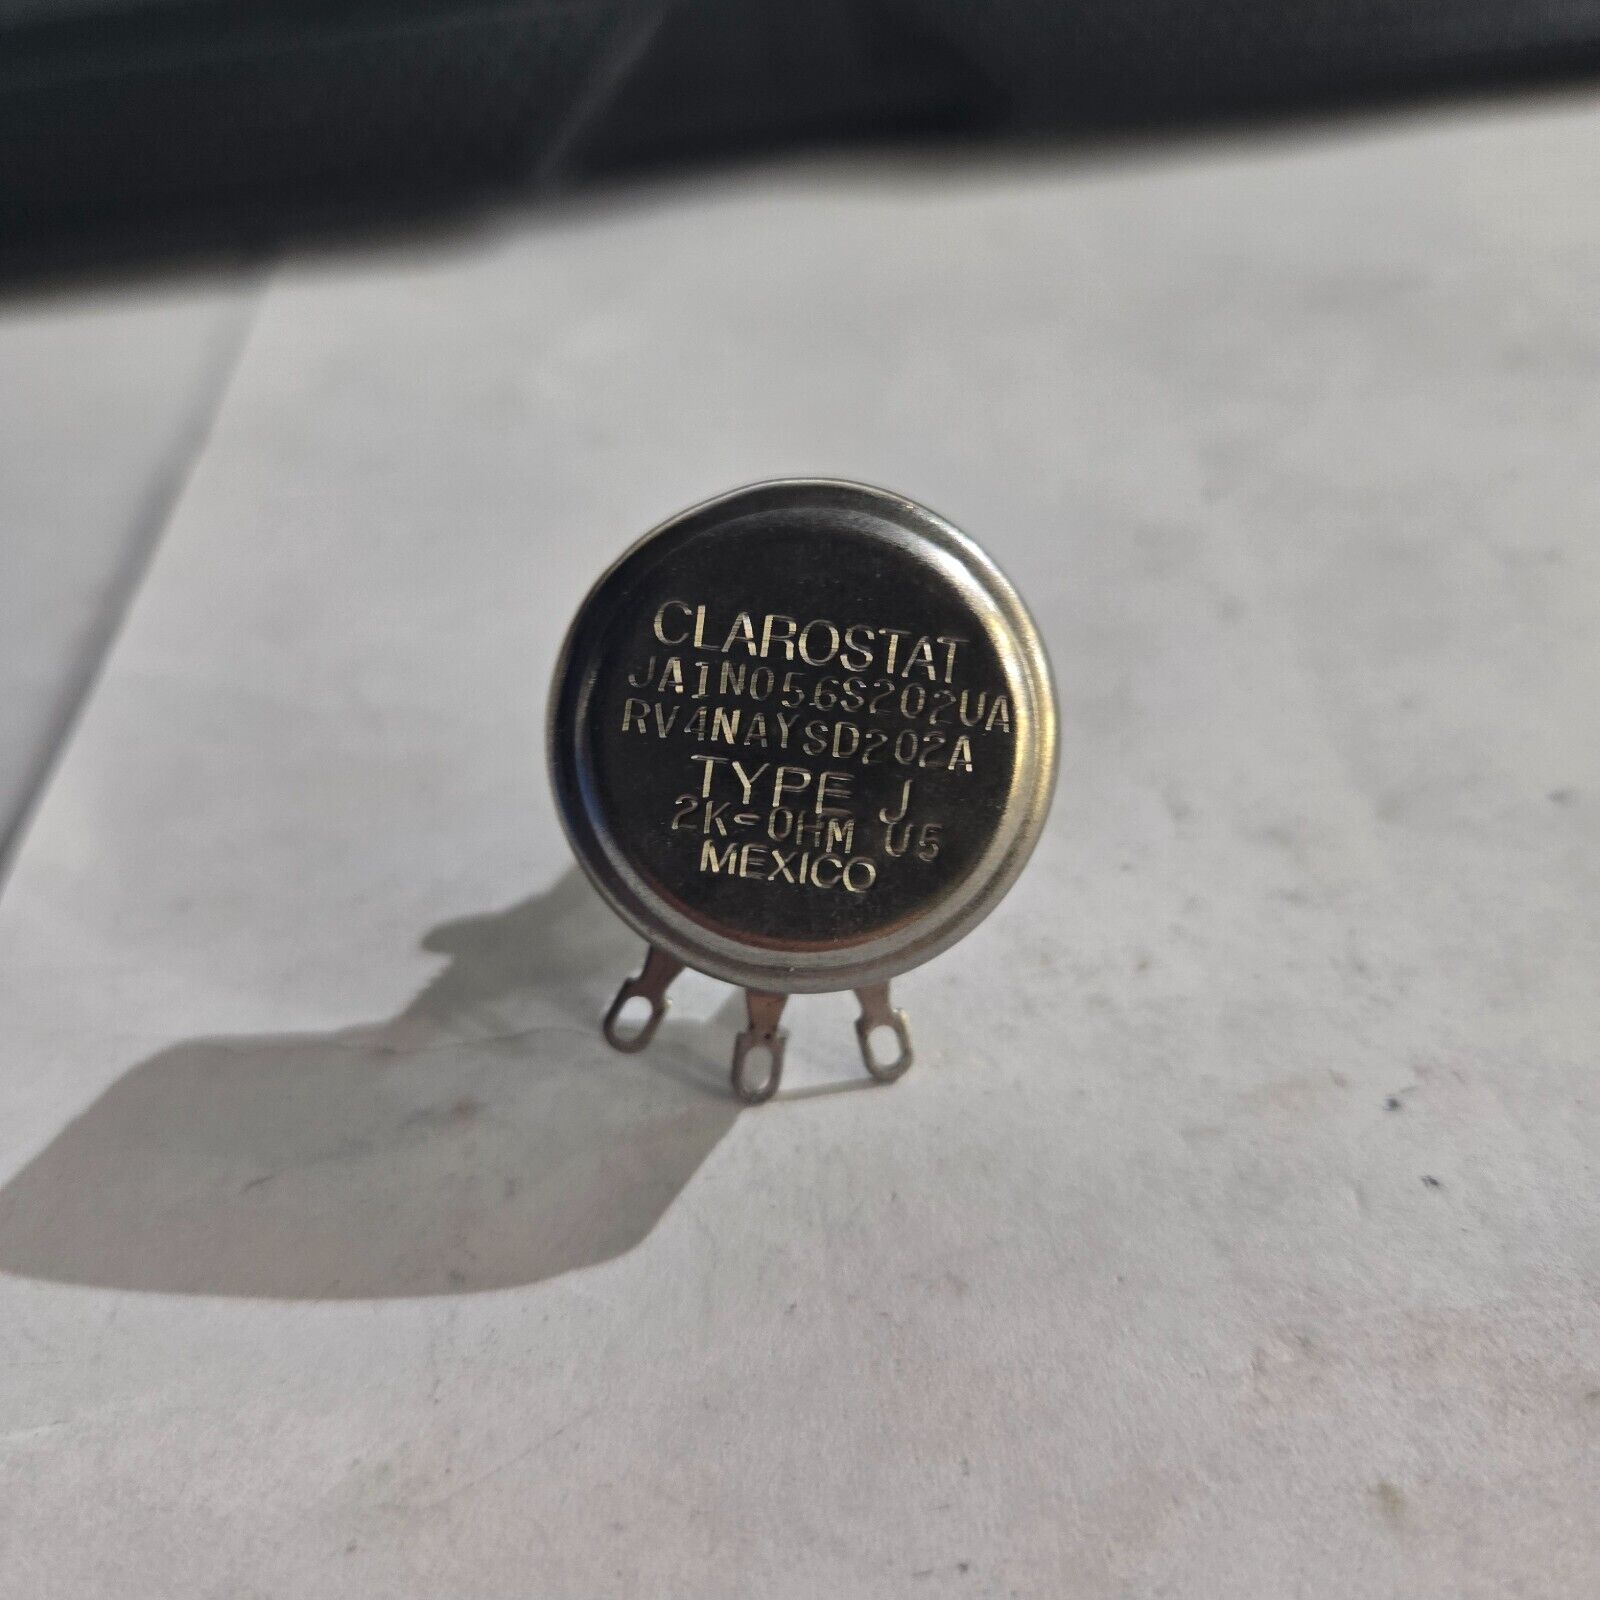 CLAROSTAT
JA1N056S202UA
RV4NAYSD202A
TYPE J
2K-OHM U5
MEXICO